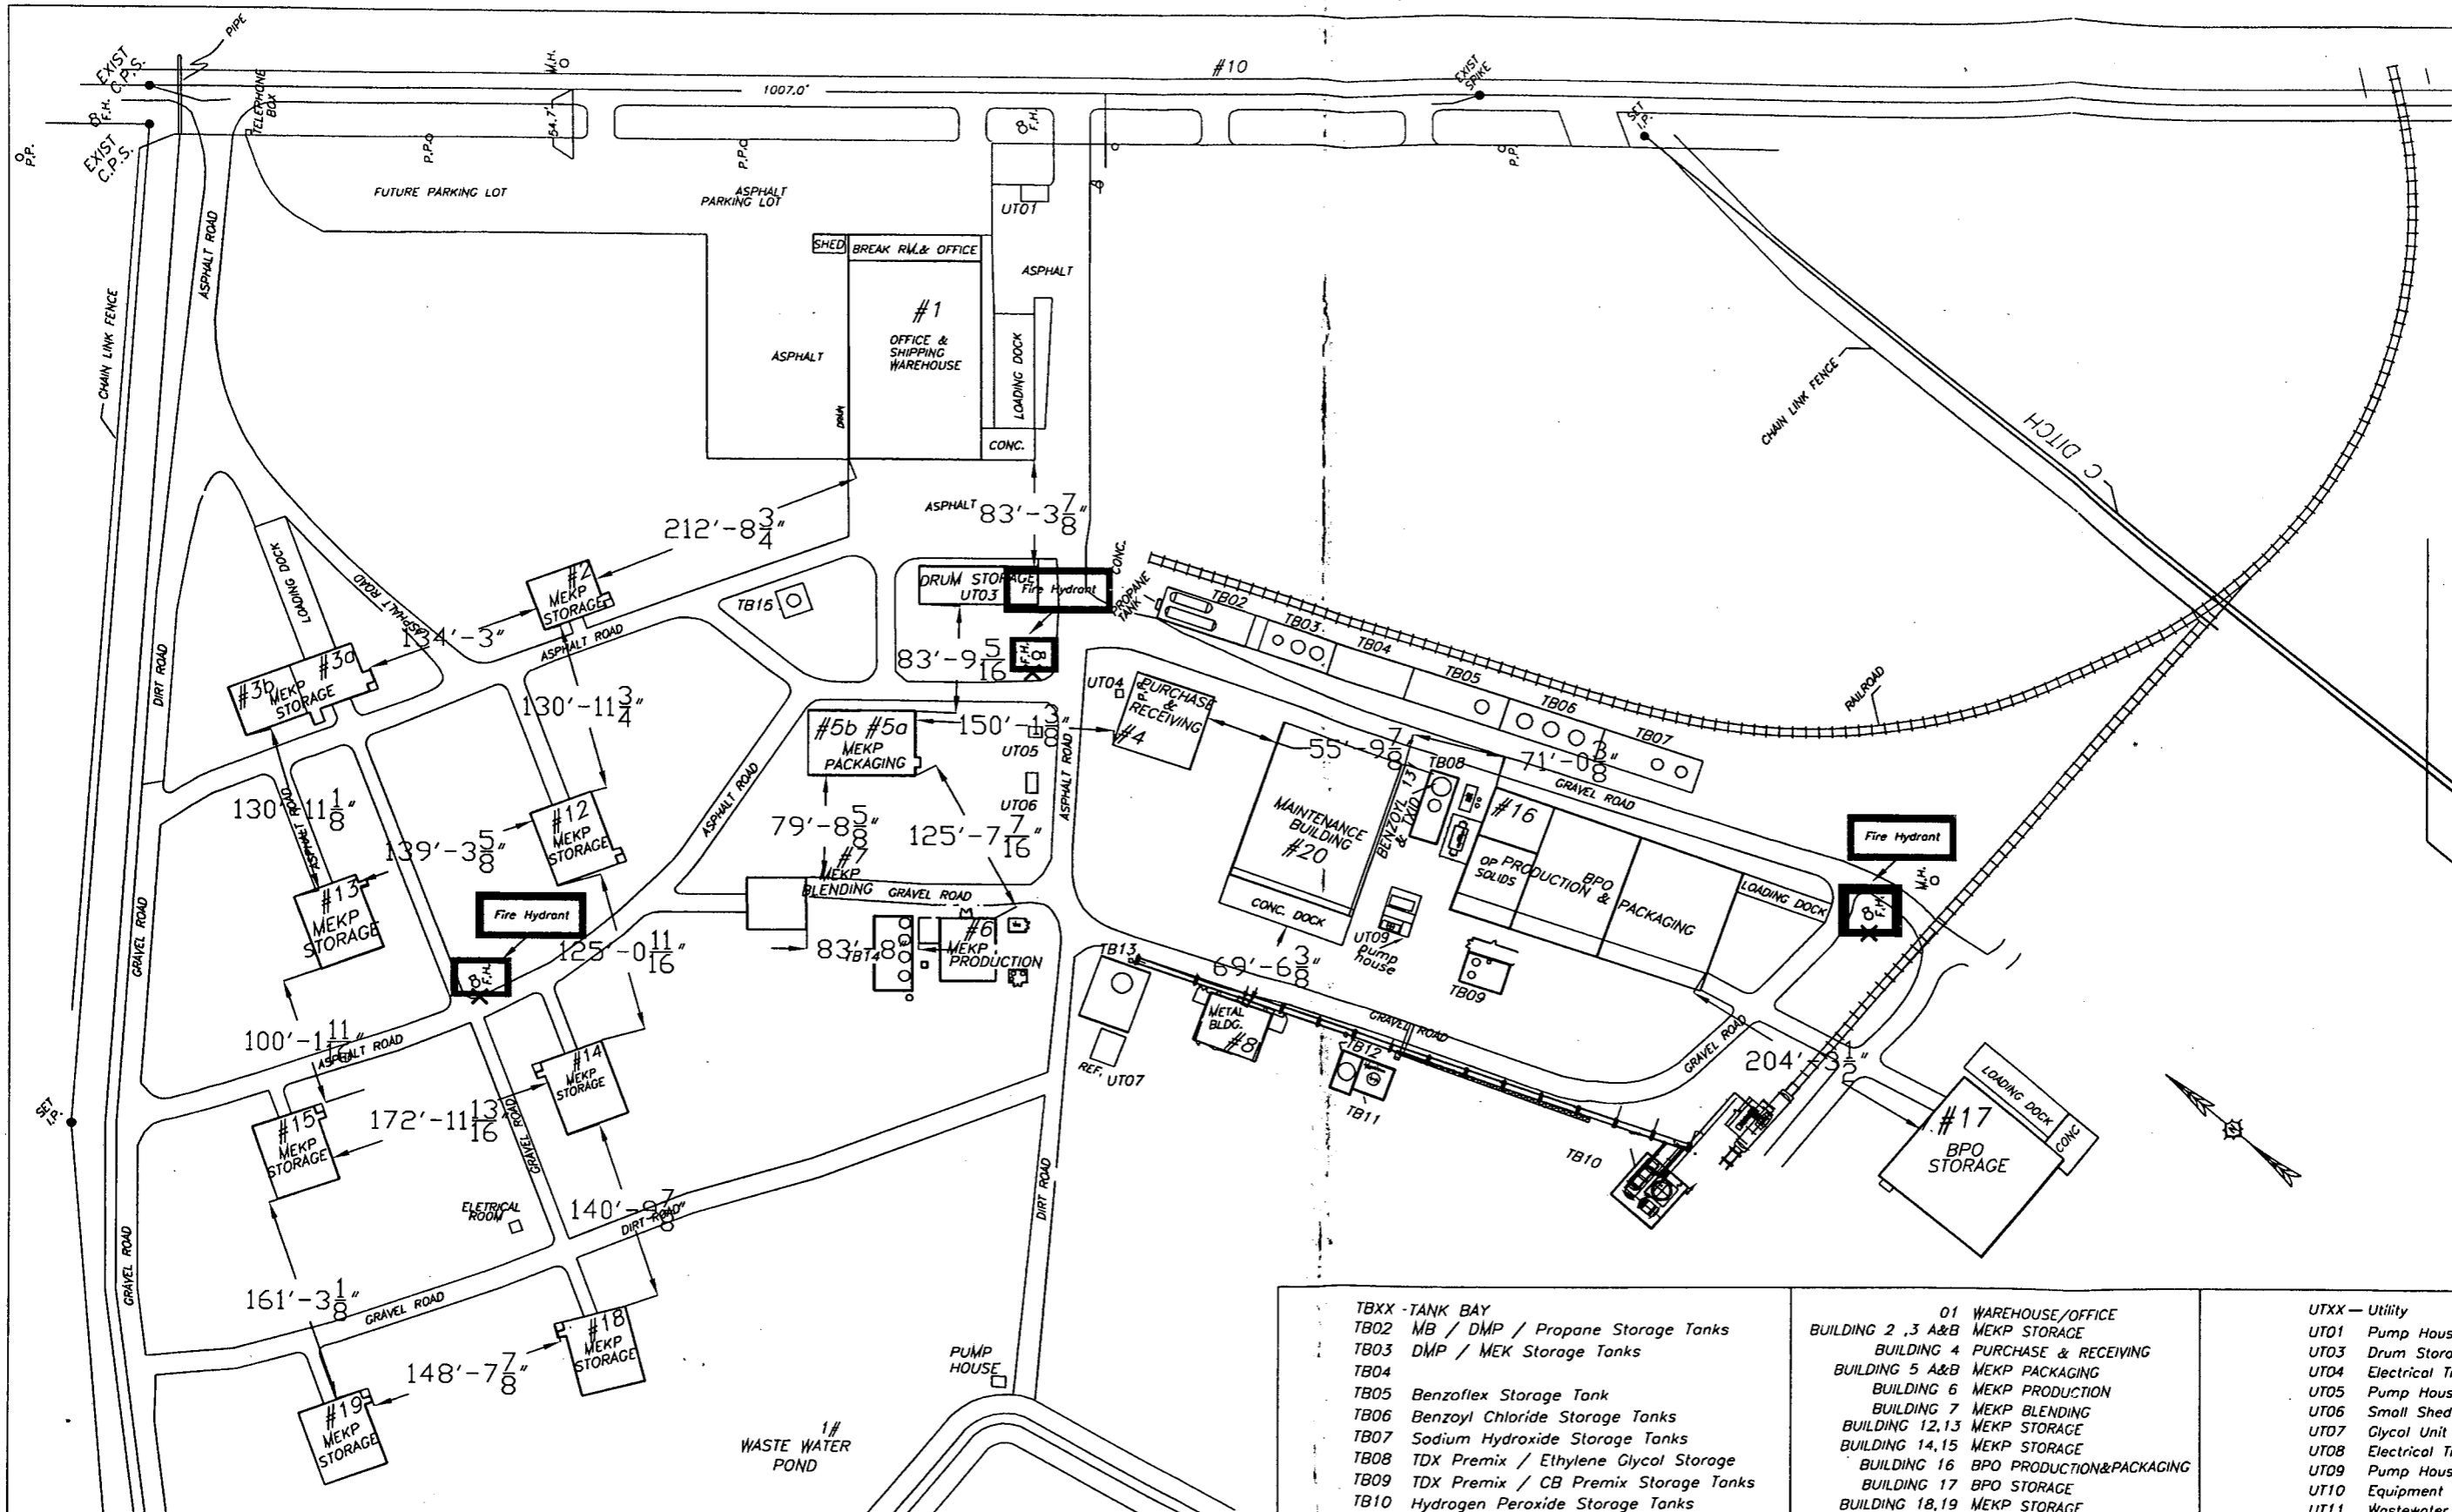 PIPE
EXIST
C.P.S.
F.H.
EXIST
C.P.S.
P.P.
TELEPHONE
BOX
M.H.
1007.0'
54.7'
#10
EXIST
SPIKE
SET
I.P.
P.P.
P.P.
F.H.
P.P.
FUTURE PARKING LOT
ASPHALT
PARKING LOT
UT01
ASPHALT ROAD
CHAIN LINK FENCE
SHED
BREAK RM.& OFFICE
ASPHALT
#1
OFFICE &
SHIPPING
WAREHOUSE
ASPHALT
LOADING DOCK
CONC.
CHAIN LINK FENCE
C DITCH
212'-8 3/4"
ASPHALT
83'-3 7/8"
LOADING DOCK
ASPHALT ROAD
#2
MEKP
STORAGE
TB15
DRUM STORAGE
UT03
Fire Hydrant
CONC.
PROPANE
TANK
TB02
TB03
TB04
TB05
TB06
TB07
RAILROAD
134'-3"
ASPHALT ROAD
83'-9 5/16
8
F.H.
DIRT ROAD
#3b
#3a
MEKP
STORAGE
130'-11 3/4
UT04
PURCHASE
&
RECEIVING
P.P.
#4
#5b #5a
MEKP
PACKAGING
150'-1 3/8"
UT05
UT06
55'-9 7/8
71'-0 3/8"
TB08
GRAVEL ROAD
130'-11 1/8"
ASPHALT ROAD
139'-3 5/8"
#12
MEKP
STORAGE
ASPHALT ROAD
79'-8 5/8"
125'-7 7/16"
ASPHALT ROAD
MAINTENANCE
BUILDING
#20
BENZOYL 13
& TXID
#16
OP
SOLIDS
BPO
PRODUCTION &
PACKAGING
LOADING DOCK
Fire Hydrant
8
F.H.
M.H.
#13
MEKP
STORAGE
Fire Hydrant
8
F.H.
#7
MEKP
BLENDING
GRAVEL ROAD
CONC. DOCK
UT09
pump
house
GRAVEL ROAD
125'-0 11/16"
83'-8"
TB14
#6
MEKP
PRODUCTION
TB13
69'-6 3/8"
TB09
100'-1 11/16"
ASPHALT ROAD
METAL
BLDG.
#8
GRAVEL ROAD
TB12
TB11
REF.
UT07
GRAVEL ROAD
204'-3 1/2"
LOADING DOCK
CONC
#17
BPO
STORAGE
SET
I.P.
#14
MEKP
STORAGE
#15
MEKP
STORAGE
172'-11 13/16"
GRAVEL ROAD
TB10
ELETRICAL
ROOM
140'-9 7/8"
DIRT ROAD
DIRT ROAD
GRAVEL ROAD
161'-3 1/8"
GRAVEL ROAD
#18
MEKP
STORAGE
148'-7 7/8"
#19
MEKP
STORAGE
PUMP
HOUSE
1#
WASTE WATER
POND
TBXX - TANK BAY
TB02 MB / DMP / Propane Storage Tanks
TB03 DMP / MEK Storage Tanks
TB04
TB05 Benzoflex Storage Tank
TB06 Benzoyl Chloride Storage Tanks
TB07 Sodium Hydroxide Storage Tanks
TB08 TDX Premix / Ethylene Glycol Storage
TB09 TDX Premix / CB Premix Storage Tanks
TB10 Hydrogen Peroxide Storage Tanks
01 WAREHOUSE/OFFICE
BUILDING 2 ,3 A&B MEKP STORAGE
BUILDING 4 PURCHASE & RECEIVING
BUILDING 5 A&B MEKP PACKAGING
BUILDING 6 MEKP PRODUCTION
BUILDING 7 MEKP BLENDING
BUILDING 12,13 MEKP STORAGE
BUILDING 14,15 MEKP STORAGE
BUILDING 16 BPO PRODUCTION&PACKAGING
BUILDING 17 BPO STORAGE
BUILDING 18,19 MEKP STORAGE
UTXX — Utility
UT01 Pump Hous
UT03 Drum Stora
UT04 Electrical T
UT05 Pump Hous
UT06 Small Shed
UT07 Glycol Unit
UT08 Electrical T
UT09 Pump Hous
UT10 Equipment
UT11 Wastewater